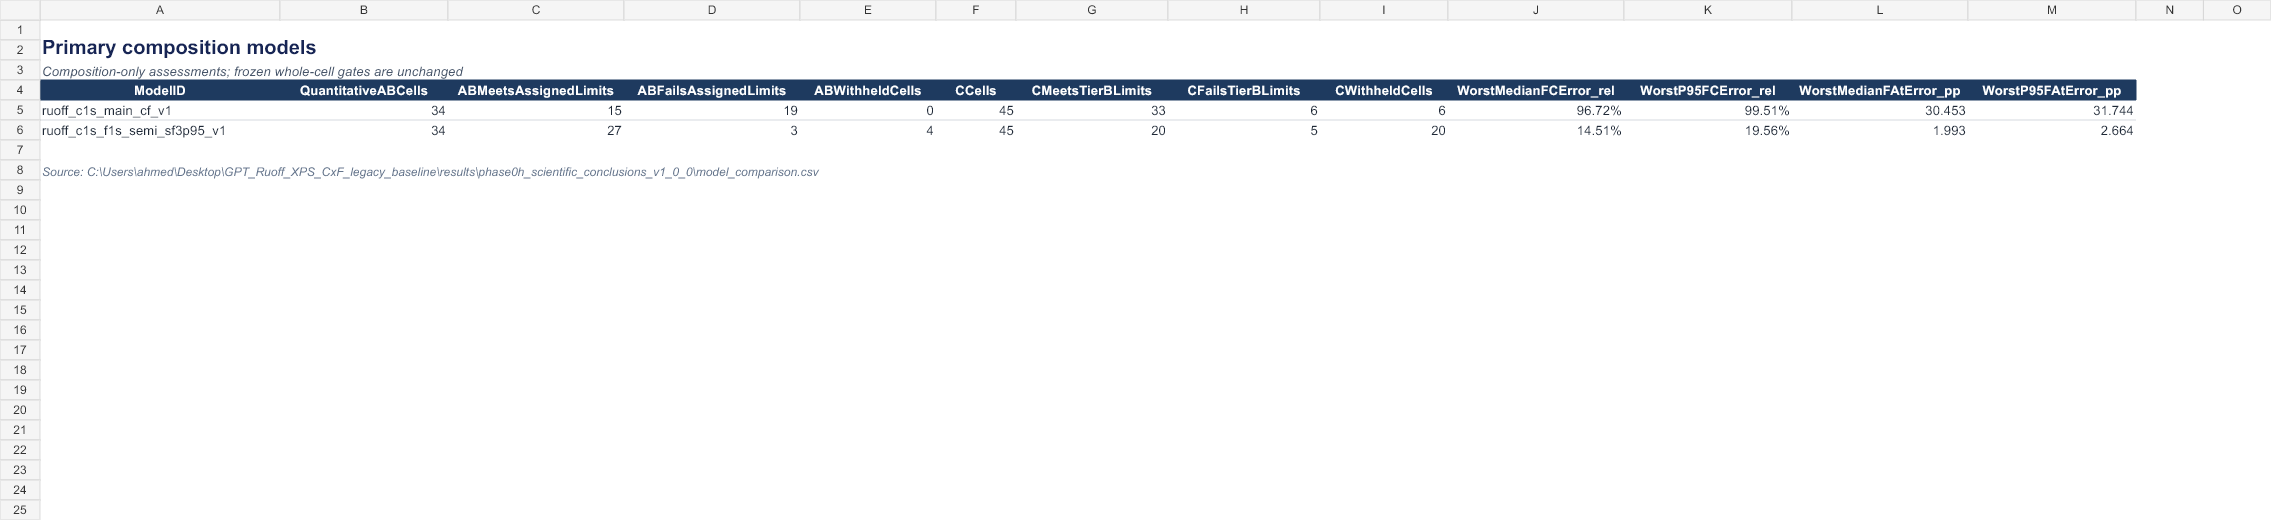 A B C D E F G H I J K L M N O
1
2 Primary composition models
3 Composition-only assessments; frozen whole-cell gates are unchanged
4 ModelID QuantitativeABCells ABMeetsAssignedLimits ABFailsAssignedLimits ABWithheldCells CCells CMeetsTierBLimits CFailsTierBLimits CWithheldCells WorstMedianFCError_rel WorstP95FCError_rel WorstMedianFAtError_pp WorstP95FAtError_pp
5 ruoff_c1s_main_cf_v1 34 15 19 0 45 33 6 6 96.72% 99.51% 30.453 31.744
6 ruoff_c1s_f1s_semi_sf3p95_v1 34 27 3 4 45 20 5 20 14.51% 19.56% 1.993 2.664
7
8 Source: C:\Users\ahmed\Desktop\GPT_Ruoff_XPS_CxF_legacy_baseline\results\phase0h_scientific_conclusions_v1_0_0\model_comparison.csv
9
10
11
12
13
14
15
16
17
18
19
20
21
22
23
24
25